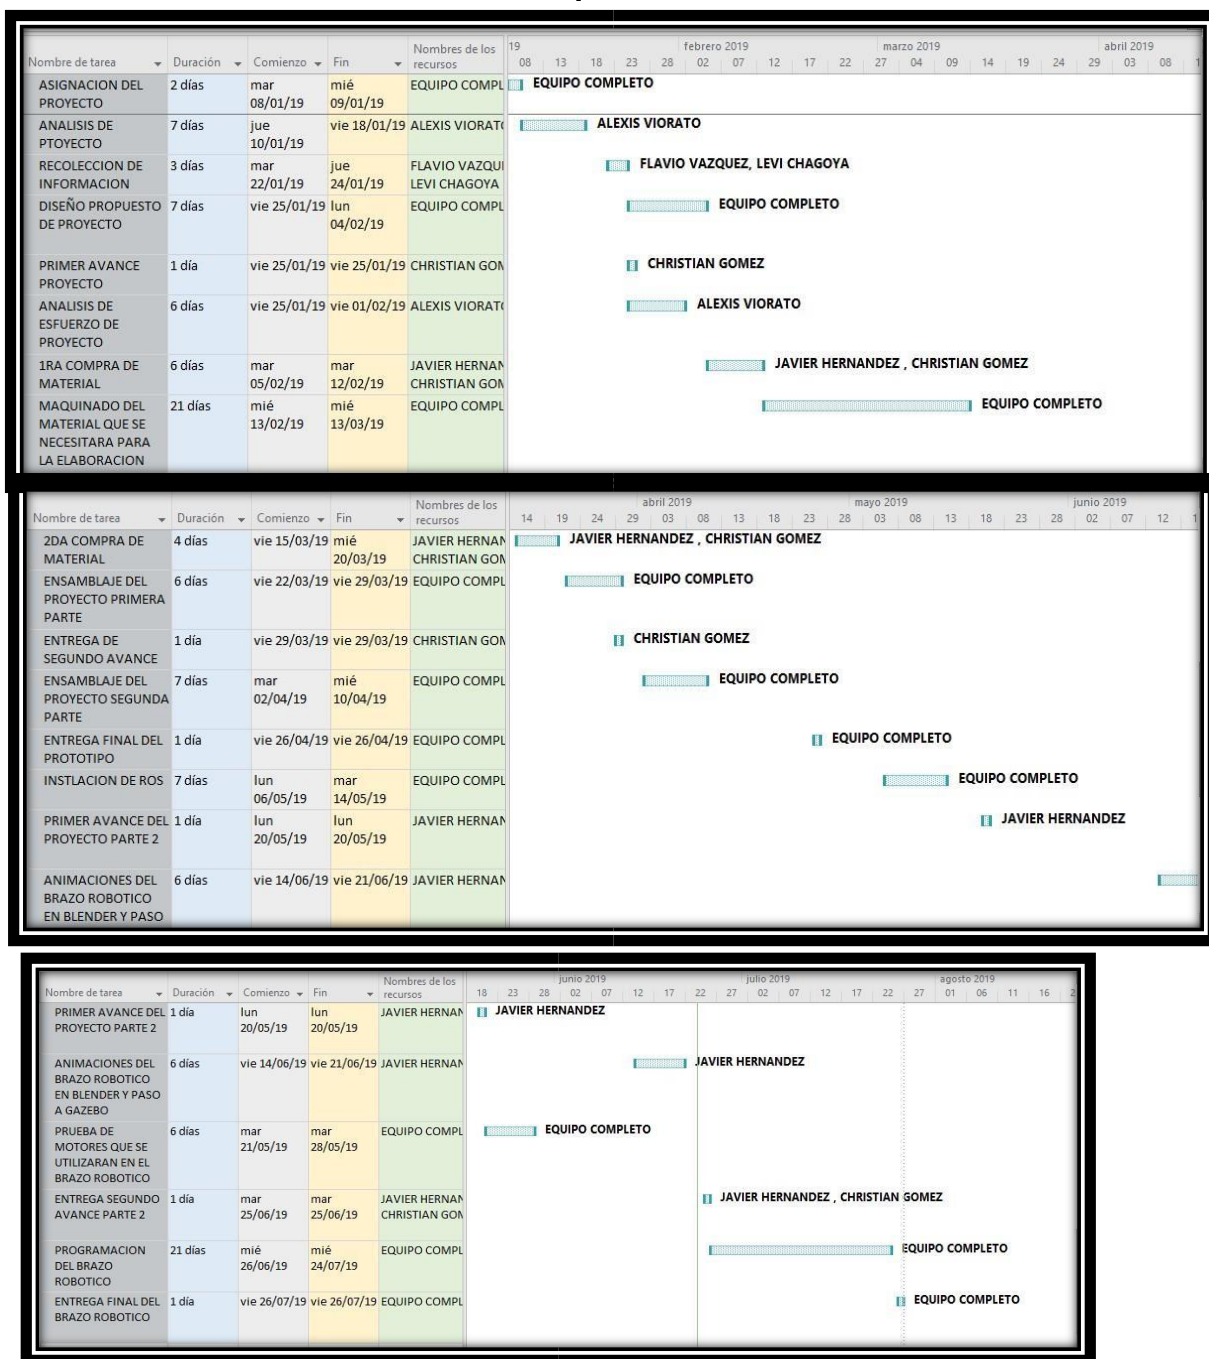 Nombres de los
19 febrero 2019 marzo 2019 abril 2019
Nombre de tarea Duración Comienzo Fin recursos 08 13 18 23 28 02 07 12 17 22 27 04 09 14 19 24 29 03 08 1
ASIGNACION DEL 2 días mar mié EQUIPO COMPL EQUIPO COMPLETO
PROYECTO 08/01/19 09/01/19
ANALISIS DE 7 días jue vie 18/01/19 ALEXIS VIORAT ALEXIS VIORATO
PTOYECTO 10/01/19
RECOLECCION DE 3 días mar jue FLAVIO VAZQU FLAVIO VAZQUEZ, LEVI CHAGOYA
INFORMACION 22/01/19 24/01/19 LEVI CHAGOYA
DISEÑO PROPUESTO 7 días vie 25/01/19 lun EQUIPO COMPL EQUIPO COMPLETO
DE PROYECTO 04/02/19
PRIMER AVANCE 1 día vie 25/01/19 vie 25/01/19 CHRISTIAN GON CHRISTIAN GOMEZ
PROYECTO
ANALISIS DE 6 días vie 25/01/19 vie 01/02/19 ALEXIS VIORAT ALEXIS VIORATO
ESFUERZO DE
PROYECTO
1RA COMPRA DE 6 días mar mar JAVIER HERNAN JAVIER HERNANDEZ , CHRISTIAN GOMEZ
MATERIAL 05/02/19 12/02/19 CHRISTIAN GON
MAQUINADO DEL 21 días mié mié EQUIPO COMPL EQUIPO COMPLETO
MATERIAL QUE SE 13/02/19 13/03/19
NECESITARA PARA
LA ELABORACION
Nombres de los abril 2019 mayo 2019 junio 2019
Nombre de tarea Duración Comienzo Fin recursos 14 19 24 29 03 08 13 18 23 28 03 08 13 18 23 28 02 07 12 1
2DA COMPRA DE 4 días vie 15/03/19 mié JAVIER HERNAN JAVIER HERNANDEZ , CHRISTIAN GOMEZ
MATERIAL 20/03/19 CHRISTIAN GON
ENSAMBLAJE DEL 6 días vie 22/03/19 vie 29/03/19 EQUIPO COMPL EQUIPO COMPLETO
PROYECTO PRIMERA
PARTE
ENTREGA DE 1 día vie 29/03/19 vie 29/03/19 CHRISTIAN GON CHRISTIAN GOMEZ
SEGUNDO AVANCE
ENSAMBLAJE DEL 7 días mar mié EQUIPO COMPL EQUIPO COMPLETO
PROYECTO SEGUNDA 02/04/19 10/04/19
PARTE
ENTREGA FINAL DEL 1 día vie 26/04/19 vie 26/04/19 EQUIPO COMPL EQUIPO COMPLETO
PROTOTIPO
INSTLACION DE ROS 7 días lun mar EQUIPO COMPL EQUIPO COMPLETO
06/05/19 14/05/19
PRIMER AVANCE DEL 1 día lun lun JAVIER HERNAN JAVIER HERNANDEZ
PROYECTO PARTE 2 20/05/19 20/05/19
ANIMACIONES DEL 6 días vie 14/06/19 vie 21/06/19 JAVIER HERNAN
BRAZO ROBOTICO
EN BLENDER Y PASO
Nombres de los junio 2019 julio 2019 agosto 2019
Nombre de tarea Duración Comienzo Fin recursos 18 23 28 02 07 12 17 22 27 02 07 12 17 22 27 01 06 11 16 2
PRIMER AVANCE DEL 1 día lun lun JAVIER HERNAN JAVIER HERNANDEZ
PROYECTO PARTE 2 20/05/19 20/05/19
ANIMACIONES DEL 6 días vie 14/06/19 vie 21/06/19 JAVIER HERNAN JAVIER HERNANDEZ
BRAZO ROBOTICO
EN BLENDER Y PASO
A GAZEBO
PRUEBA DE 6 días mar mar EQUIPO COMPL EQUIPO COMPLETO
MOTORES QUE SE 21/05/19 28/05/19
UTILIZARAN EN EL
BRAZO ROBOTICO
ENTREGA SEGUNDO 1 día mar mar JAVIER HERNAN JAVIER HERNANDEZ , CHRISTIAN GOMEZ
AVANCE PARTE 2 25/06/19 25/06/19 CHRISTIAN GON
PROGRAMACION 21 días mié mié EQUIPO COMPL EQUIPO COMPLETO
DEL BRAZO 26/06/19 24/07/19
ROBOTICO
ENTREGA FINAL DEL 1 día vie 26/07/19 vie 26/07/19 EQUIPO COMPL EQUIPO COMPLETO
BRAZO ROBOTICO